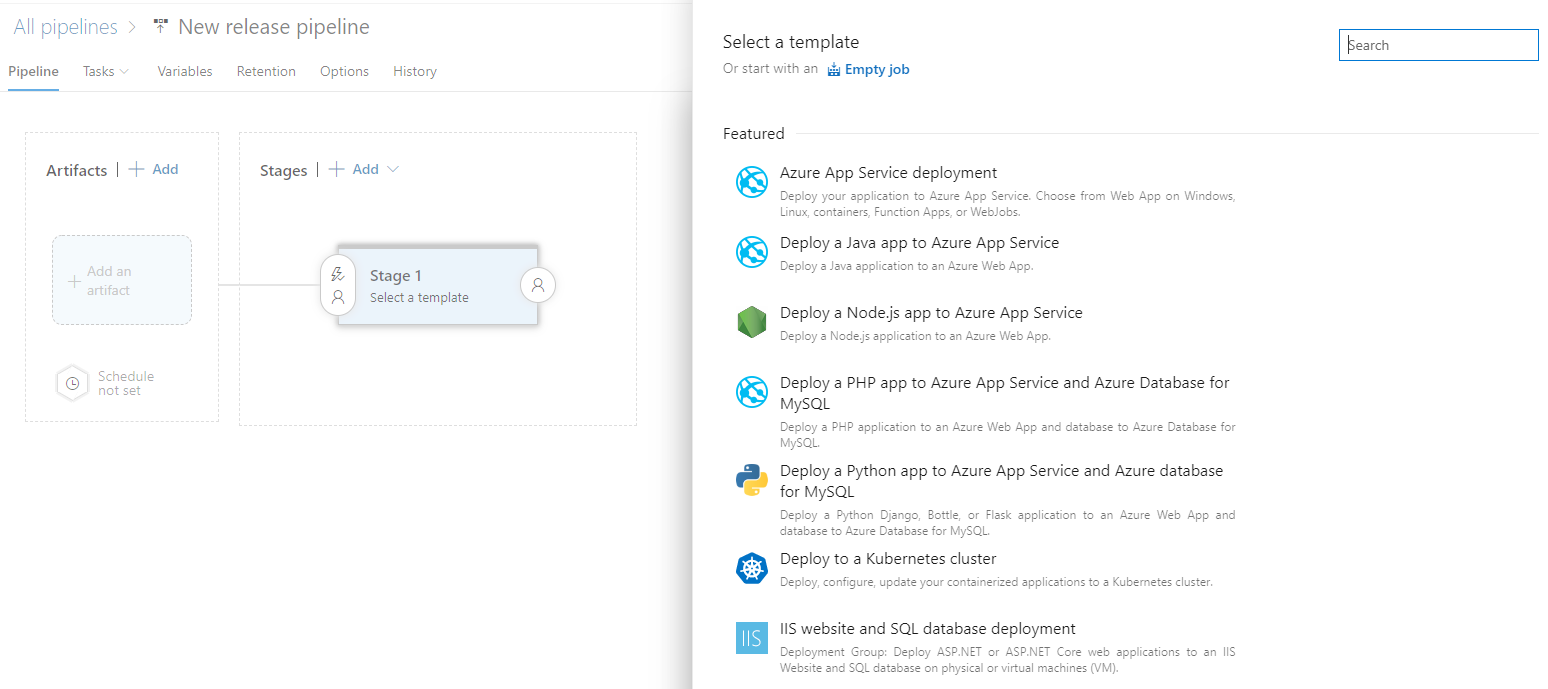 All pipelines > New release pipeline
Pipeline Tasks Variables Retention Options History
Artifacts | + Add
+ Add an
artifact
Schedule
not set
Stages | + Add
Stage 1
Select a template
Select a template
Search
Or start with an Empty job
Featured
Azure App Service deployment
Deploy your application to Azure App Service. Choose from Web App on Windows,
Linux, containers, Function Apps, or WebJobs.
Deploy a Java app to Azure App Service
Deploy a Java application to an Azure Web App.
Deploy a Node.js app to Azure App Service
Deploy a Node.js application to an Azure Web App.
Deploy a PHP app to Azure App Service and Azure Database for
MySQL
Deploy a PHP application to an Azure Web App and database to Azure Database for
MySQL.
Deploy a Python app to Azure App Service and Azure database
for MySQL
Deploy a Python Django, Bottle, or Flask application to an Azure Web App and
database to Azure Database for MySQL.
Deploy to a Kubernetes cluster
Deploy, configure, update your containerized applications to a Kubernetes cluster.
IIS
IIS website and SQL database deployment
Deployment Group: Deploy ASP.NET or ASP.NET Core web applications to an IIS
Website and SQL database on physical or virtual machines (VM).